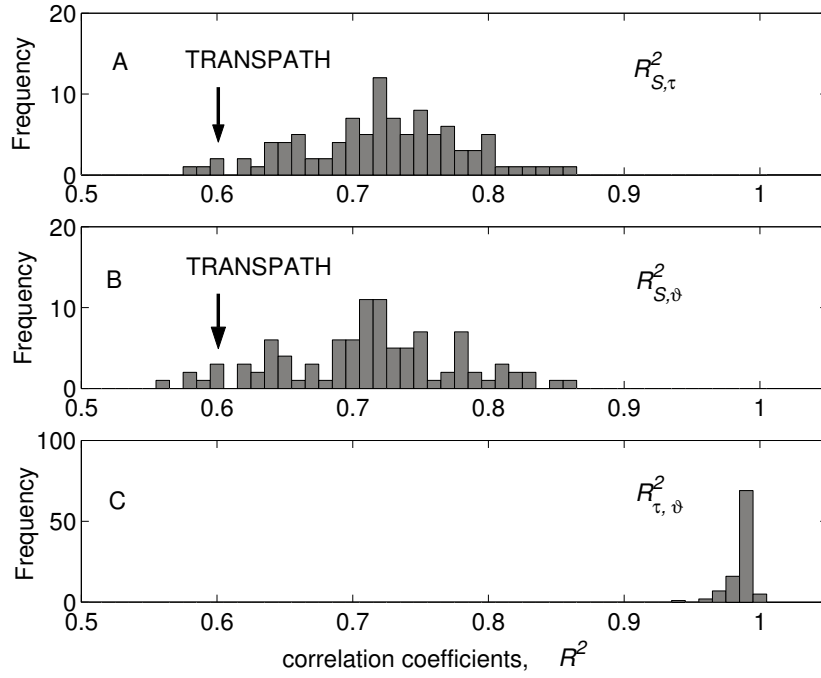 20
10
0
Frequency
A
TRANSPATH
R²S,τ
0.5 0.6 0.7 0.8 0.9 1
20
10
0
Frequency
B
TRANSPATH
R²S,ϑ
0.5 0.6 0.7 0.8 0.9 1
100
50
0
Frequency
C
R²τ, ϑ
0.5 0.6 0.7 0.8 0.9 1
correlation coefficients, R²